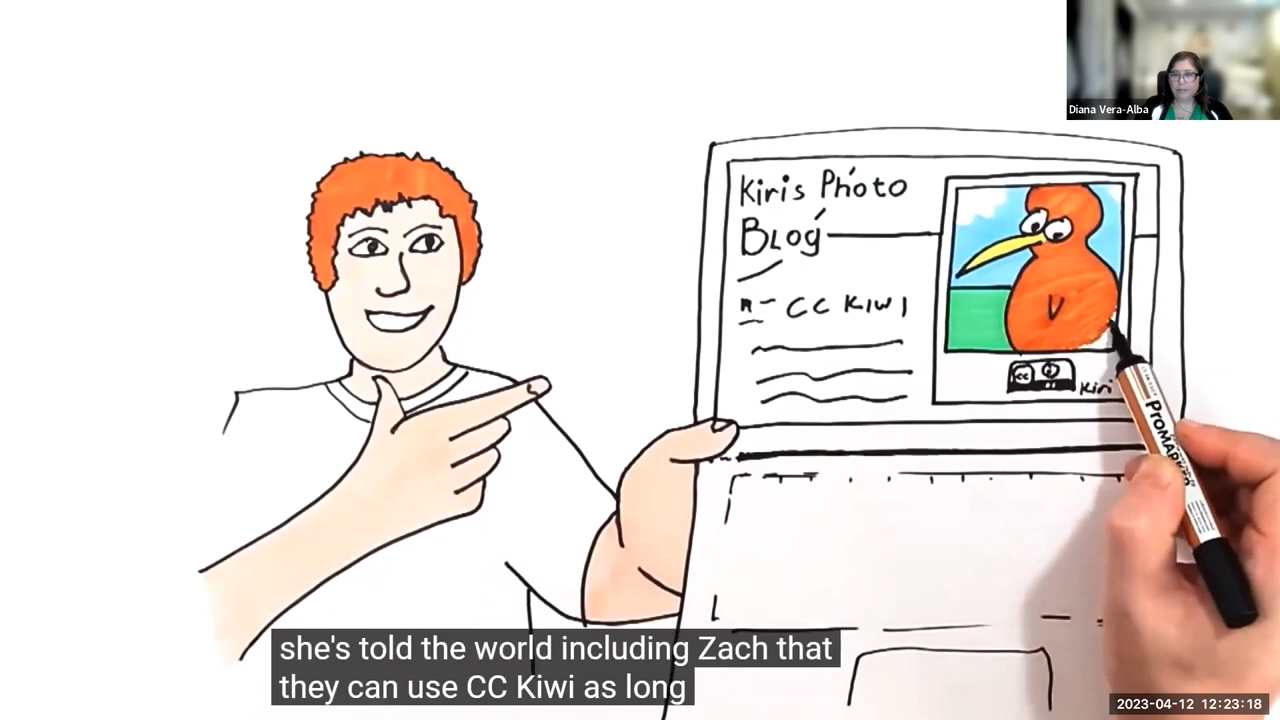 Diana Vera-Alba
Kiri's Photo
Blog
CC KIWI
cc
Kiri
PROMARKER
she's told the world including Zach that
they can use CC Kiwi as long
2023-04-12 12:23:18